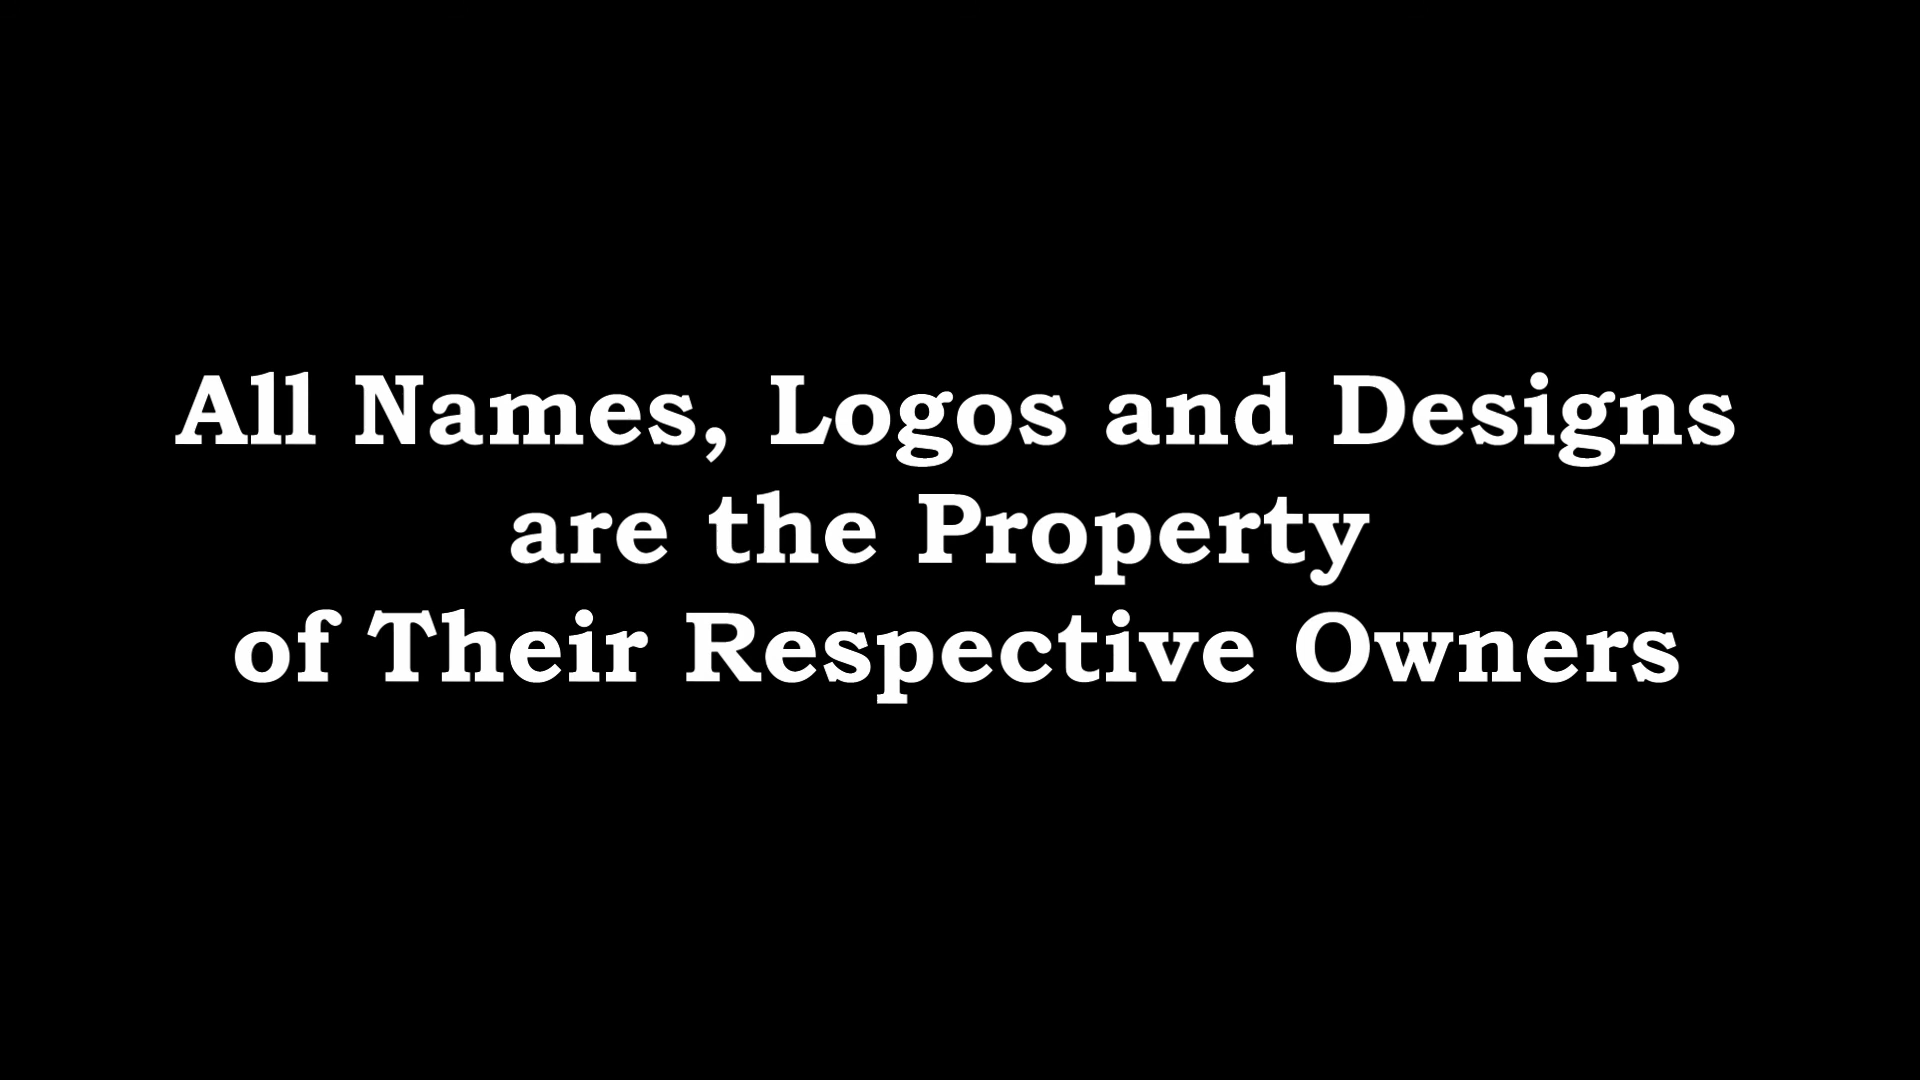 All Names, Logos and Designs
are the Property
of Their Respective Owners